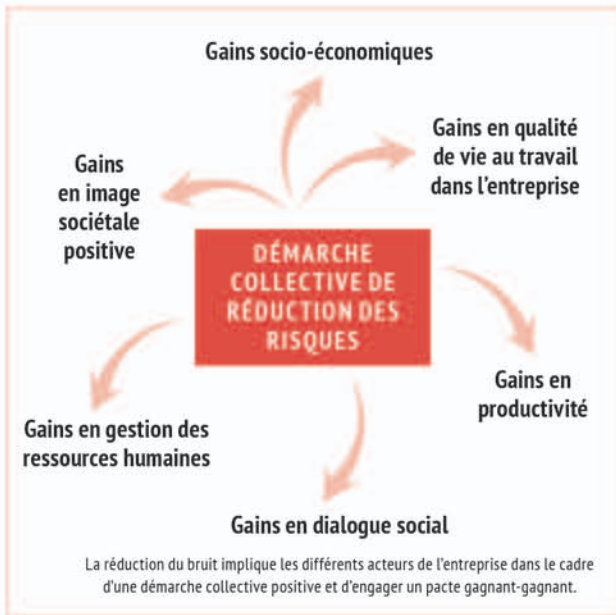 Gains socio-économiques
Gains en qualité
de vie au travail
dans l'entreprise
Gains
en image
sociétale
positive
DÉMARCHE
COLLECTIVE DE
RÉDUCTION DES
RISQUES
Gains en
productivité
Gains en gestion des
ressources humaines
Gains en dialogue social
La réduction du bruit implique les différents acteurs de l'entreprise dans le cadre
d'une démarche collective positive et d'engager un pacte gagnant-gagnant.